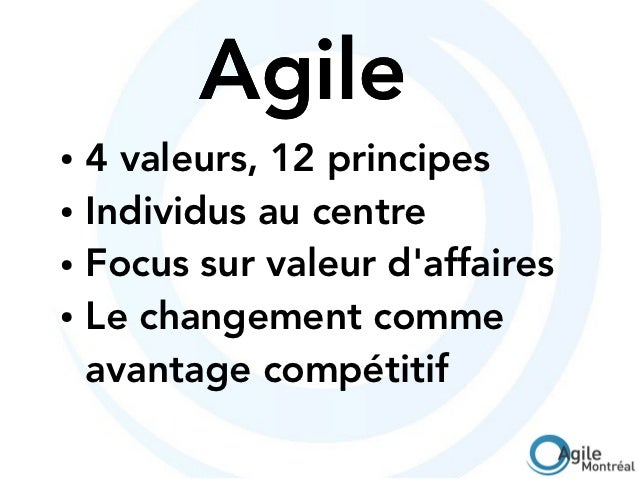 Agile
• 4 valeurs, 12 principes
• Individus au centre
• Focus sur valeur d'affaires
• Le changement comme
avantage compétitif
Agile
Montréal